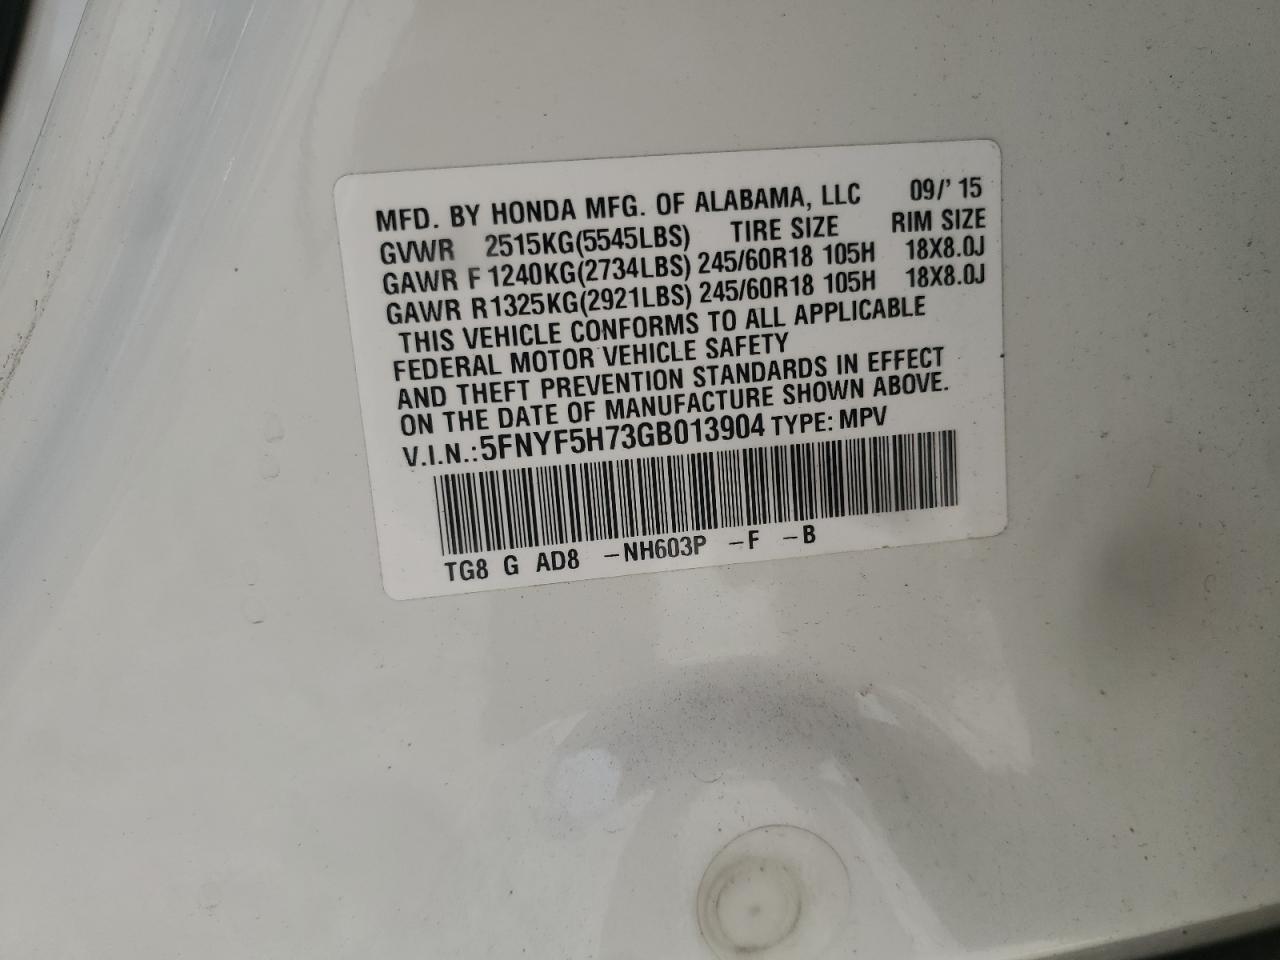 MFD. BY HONDA MFG. OF ALABAMA, LLC 09/'15
GVWR 2515KG(5545LBS) TIRE SIZE RIM SIZE
GAWR F 1240KG(2734LBS) 245/60R18 105H 18X8.0J
GAWR R1325KG(2921LBS) 245/60R18 105H 18X8.0J
THIS VEHICLE CONFORMS TO ALL APPLICABLE
FEDERAL MOTOR VEHICLE SAFETY
AND THEFT PREVENTION STANDARDS IN EFFECT
ON THE DATE OF MANUFACTURE SHOWN ABOVE.
V.I.N.:5FNYF5H73GB013904 TYPE: MPV
TG8 G AD8 -NH603P -F -B